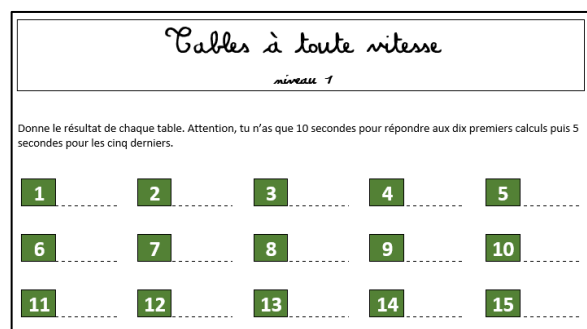 Tables à toute vitesse
niveau 1
Donne le résultat de chaque table. Attention, tu n'as que 10 secondes pour répondre aux dix premiers calculs puis 5
secondes pour les cinq derniers.
1 2 3 4 5
6 7 8 9 10
11 12 13 14 15